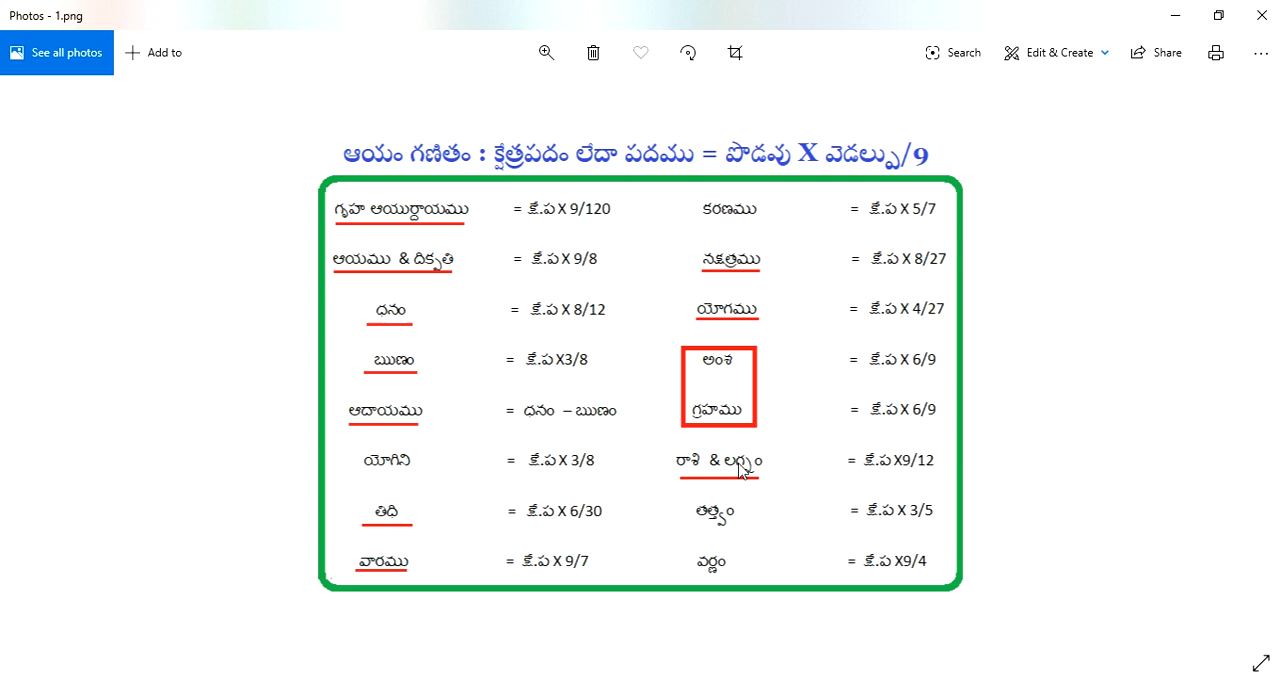 Photos - 1.png
See all photos
Add to
Search
Edit & Create
Share
ఆయం గణితం : క్షేత్రపదం లేదా పదము = పొడవు X వెడల్పు/9
గృహ ఆయుర్దాయము = క్షే.ప X 9/120 కరణము = క్షే.ప X 5/7
ఆయము & దిక్పతి = క్షే.ప X 9/8 నక్షత్రము = క్షే.ప X 8/27
ధనం = క్షే.ప X 8/12 యోగము = క్షే.ప X 4/27
ఋణం = క్షే.ప X3/8 అంశ = క్షే.ప X 6/9
ఆదాయము = ధనం – ఋణం గ్రహము = క్షే.ప X 6/9
యోగిని = క్షే.ప X 3/8 రాశి & లగ్నం = క్షే.ప X9/12
తిధి = క్షే.ప X 6/30 తత్త్వం = క్షే.ప X 3/5
వారము = క్షే.ప X 9/7 వర్ణం = క్షే.ప X9/4